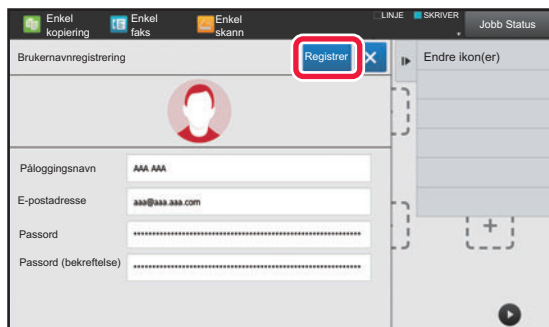 Enkel
kopiering
Enkel
faks
Enkel
skann
LINJE
SKRIVER
Jobb Status
Brukernavnregistrering
Registrer
Endre ikon(er)
Påloggingsnavn
AAA AAA
E-postadresse
aaa@aaa.aaa.com
Passord
Passord (bekreftelse)